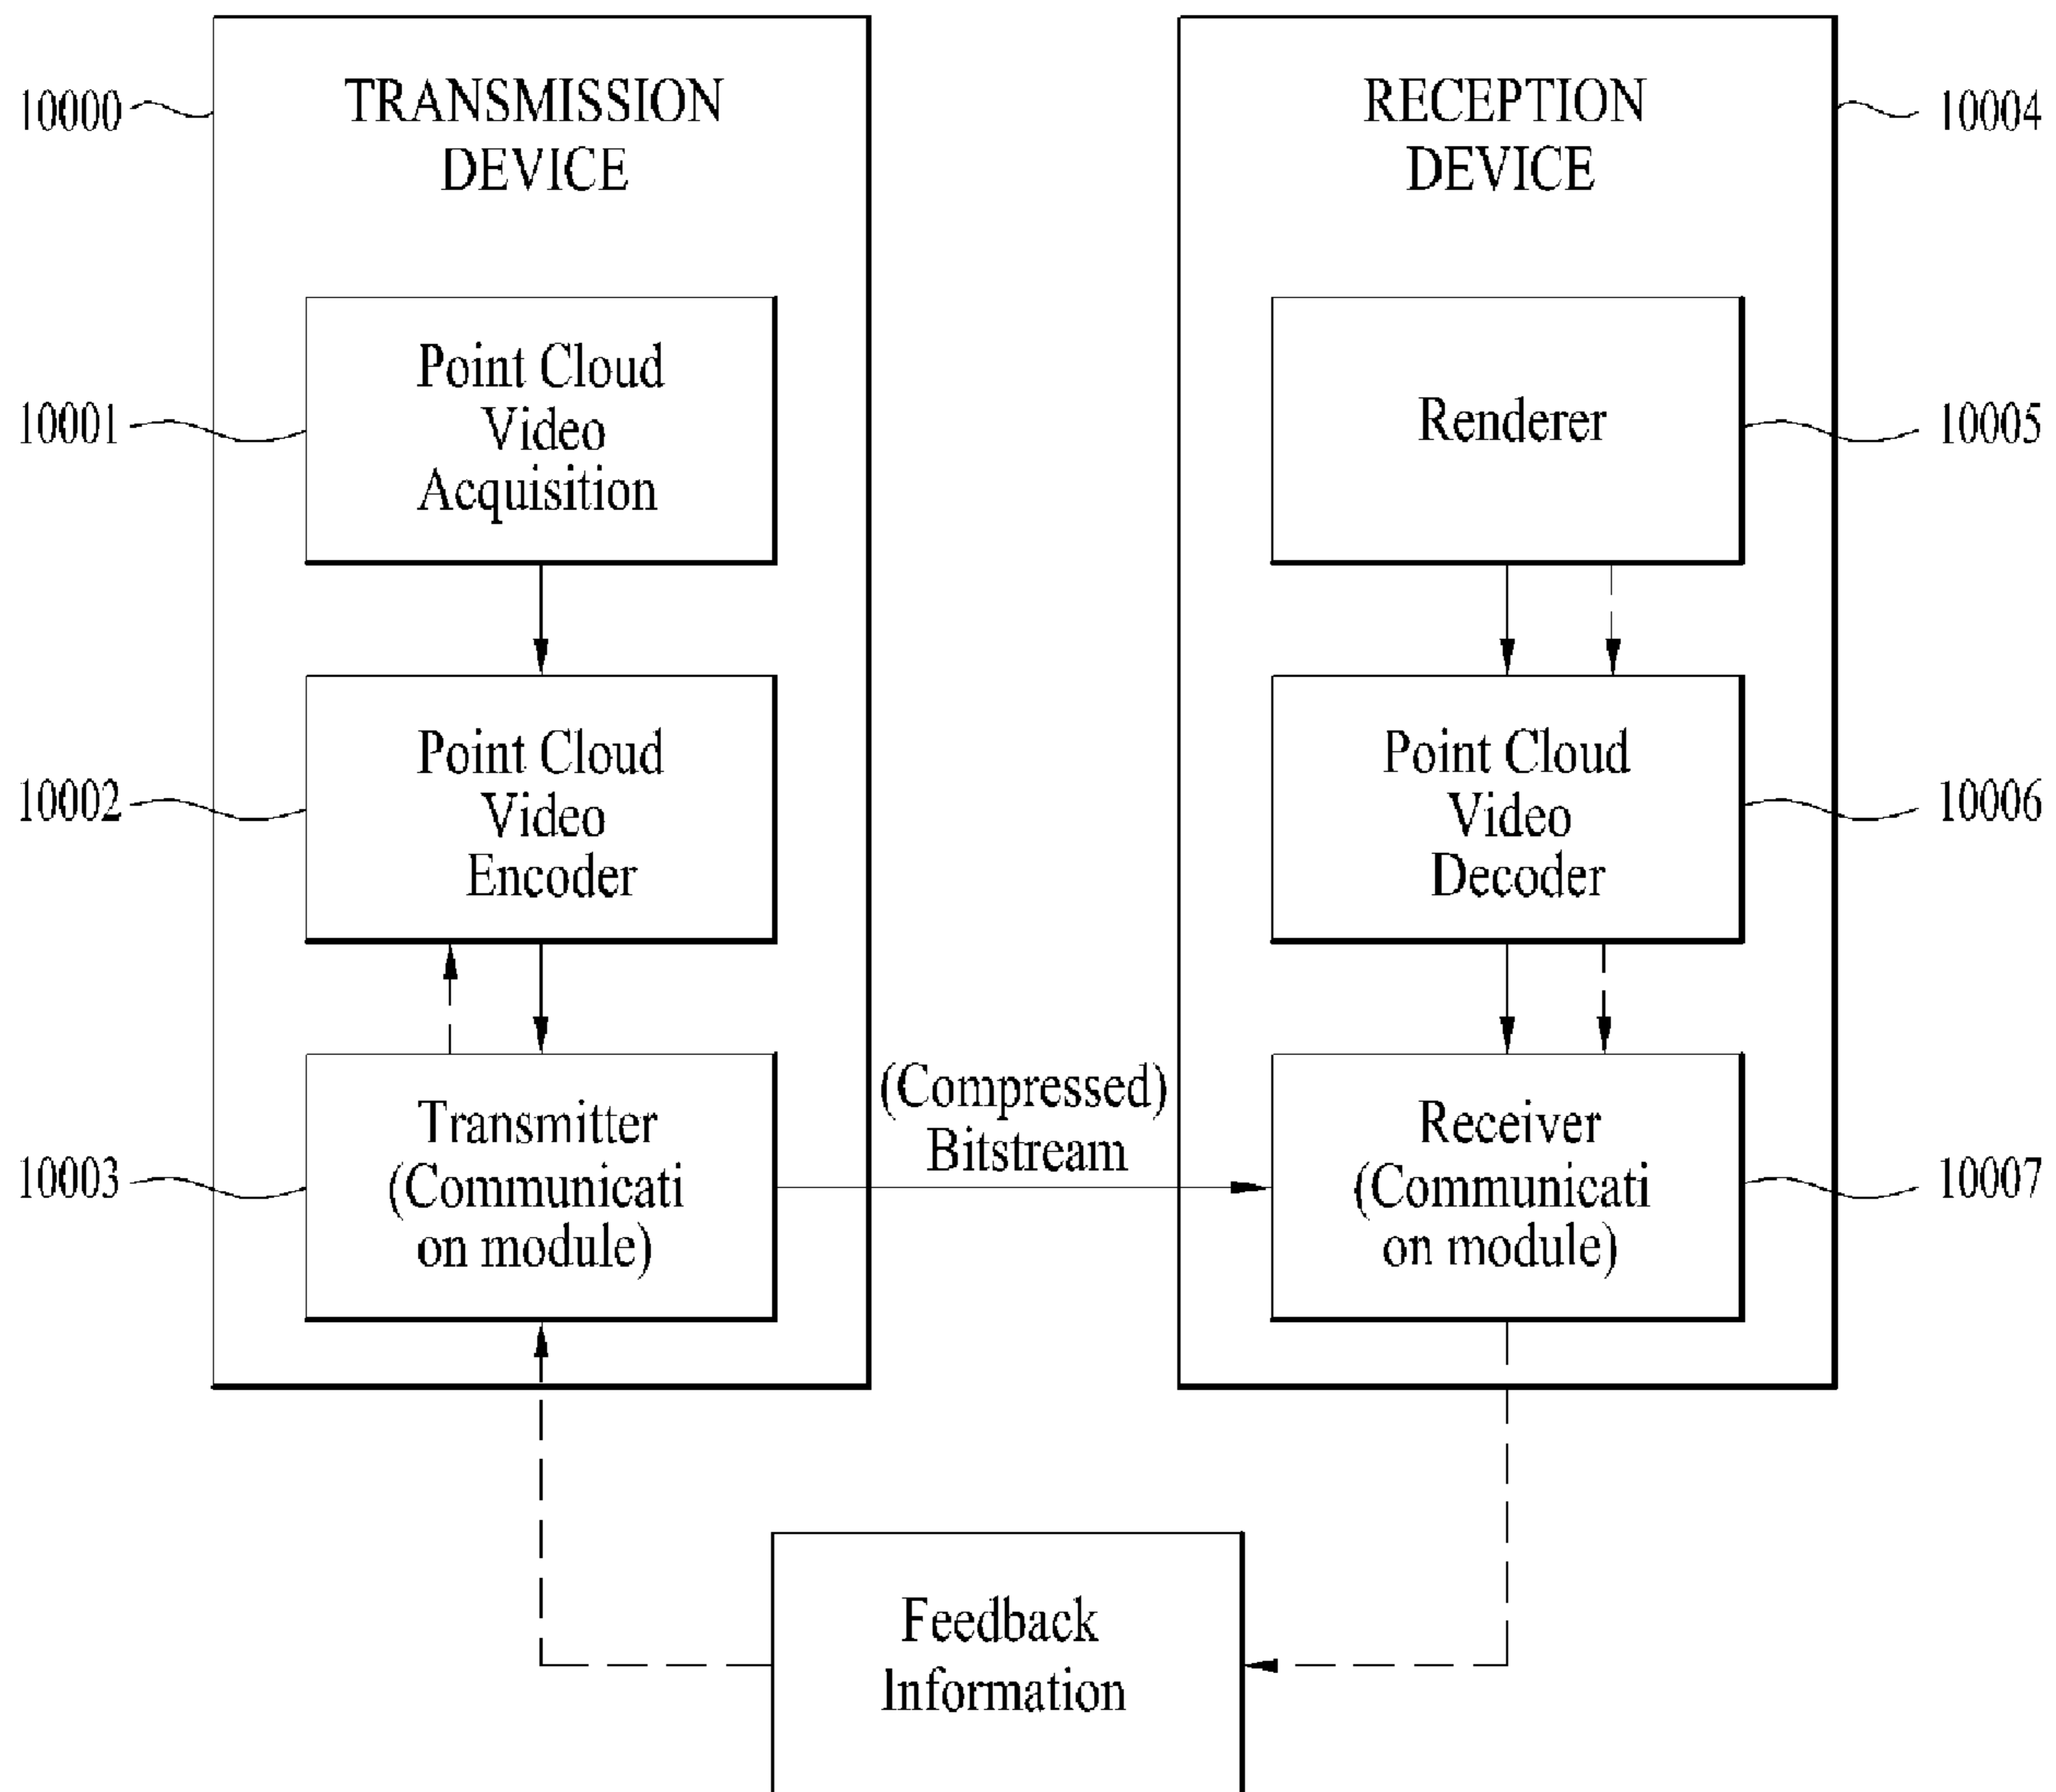 10000
TRANSMISSION
DEVICE
10001
Point Cloud
Video
Acquisition
10002
Point Cloud
Video
Encoder
10003
Transmitter
(Communicati
on module)
(Compressed)
Bitstream
RECEPTION
DEVICE
10004
Renderer
10005
Point Cloud
Video
Decoder
10006
Receiver
(Communicati
on module)
10007
Feedback
Information